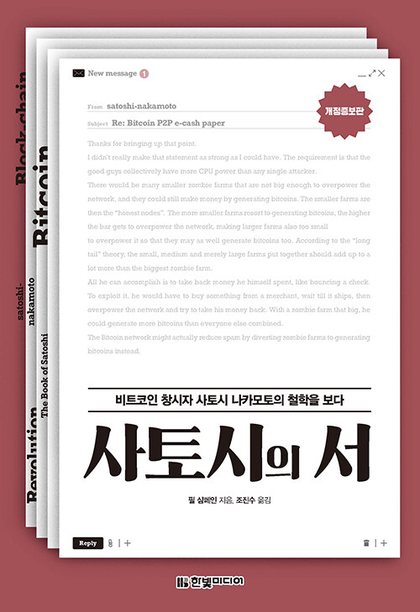 New message 1
From satoshi-nakamoto
Subject Re: Bitcoin P2P e-cash paper
개정증보판
Thanks for bringing up that point.
I didn't really make that statement as strong as I could have. The requirement is that the
good guys collectively have more CPU power than any single attacker.
There would be many smaller zombie farms that are not big enough to overpower the
network, and they could still make money by generating bitcoins. The smaller farms are
then the "honest nodes". The more smaller farms resort to generating bitcoins, the higher
the bar gets to overpower the network, making larger farms also too small
to overpower it so that they may as well generate bitcoins too. According to the "long
tail" theory, the small, medium and merely large farms put together should add up to a
lot more than the biggest zombie farm.
All he can accomplish is to take back money he himself spent, like bouncing a check.
To exploit it, he would have to buy something from a merchant, wait till it ships, then
overpower the network and try to take his money back. With a zombie farm that big, he
could generate more bitcoins than everyone else combined.
The Bitcoin network might actually reduce spam by diverting zombie farms to generating
bitcoins instead.
비트코인 창시자 사토시 나카모토의 철학을 보다
사토시의 서
필 샴페인 지음, 조진수 옮김
Reply
Block chain
satoshi-
nakamoto
Revolution
Bitcoin
The Book of Satoshi
한빛미디어